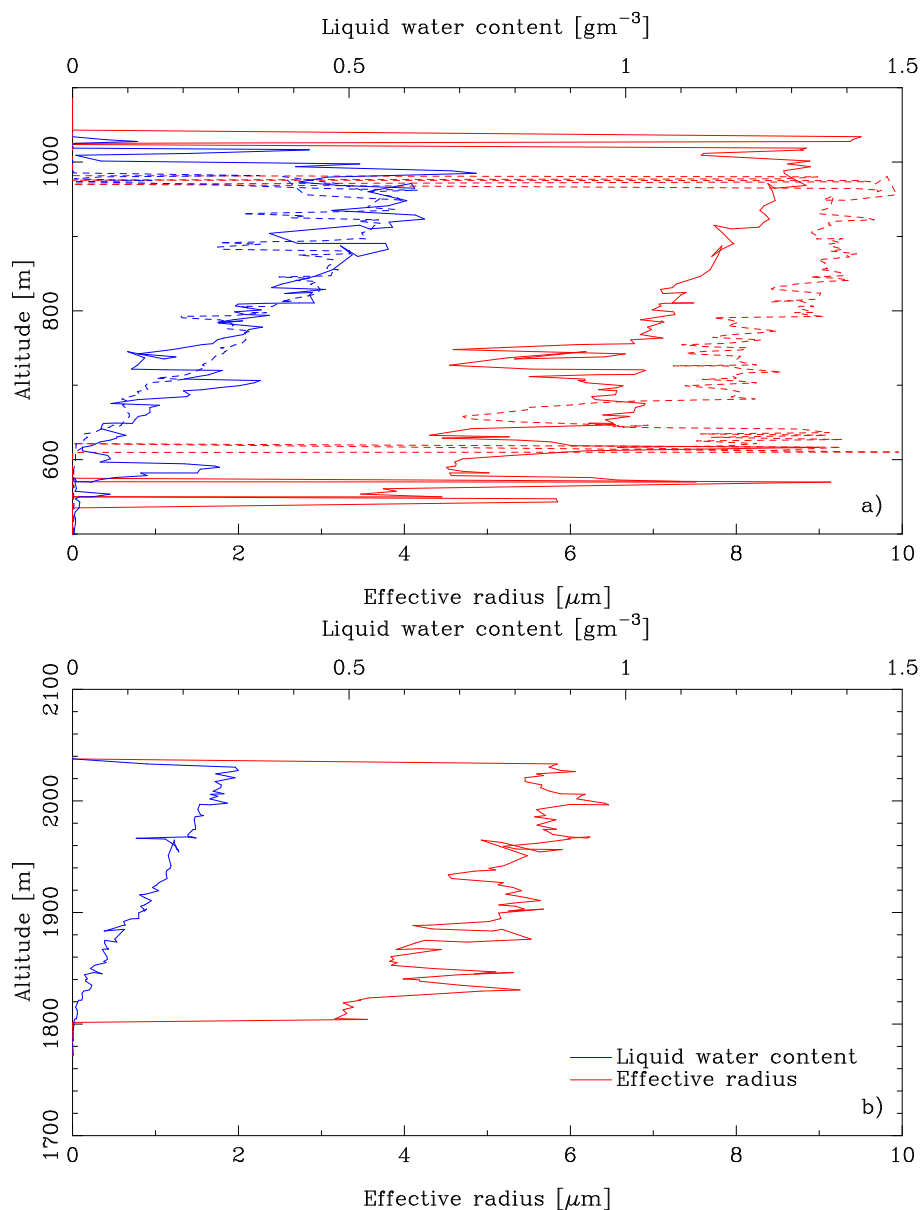 Liquid water content [gm⁻³]
0 0.5 1 1.5
Altitude [m]
1000
800
600
a)
0 2 4 6 8 10
Effective radius [μm]
Liquid water content [gm⁻³]
0 0.5 1 1.5
Altitude [m]
2100
2000
1900
1800
1700
Liquid water content
Effective radius
b)
0 2 4 6 8 10
Effective radius [μm]